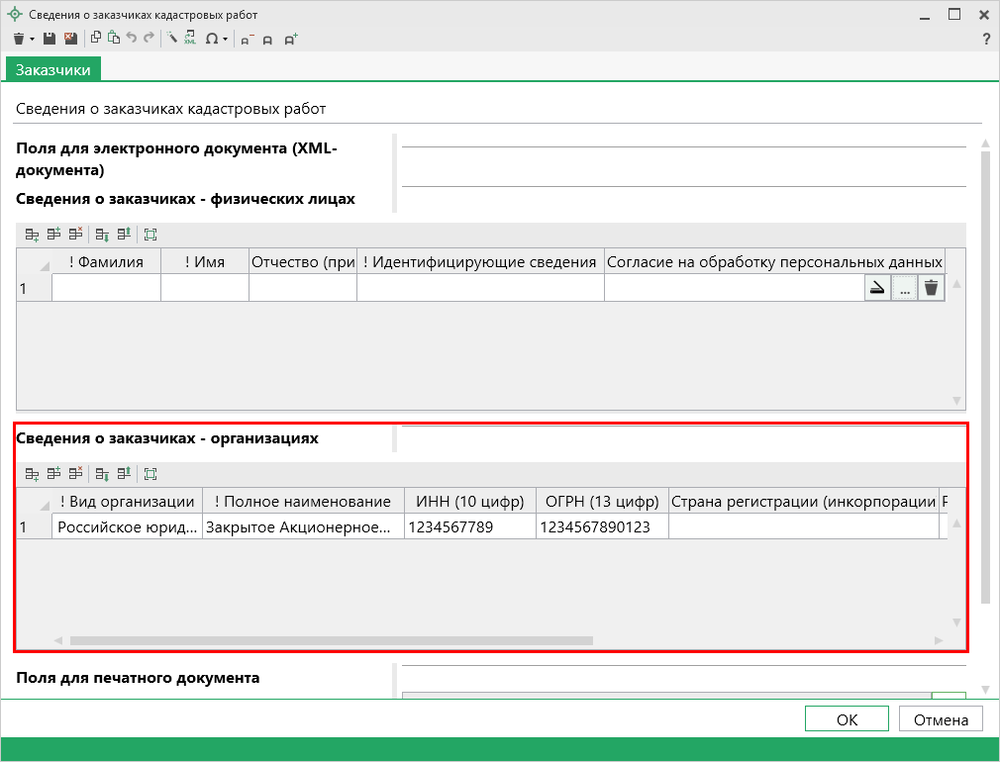 Сведения о заказчиках кадастровых работ
XML
?
Заказчики
Сведения о заказчиках кадастровых работ
Поля для электронного документа (XML-
документа)
Сведения о заказчиках - физических лицах
! Фамилия ! Имя Отчество (при ! Идентифицирующие сведения Согласие на обработку персональных данных
1 ...
Сведения о заказчиках - организациях
! Вид организации ! Полное наименование ИНН (10 цифр) ОГРН (13 цифр) Страна регистрации (инкорпорации
1 Российское юрид... Закрытое Акционерное... 1234567789 1234567890123
Поля для печатного документа
ОК Отмена